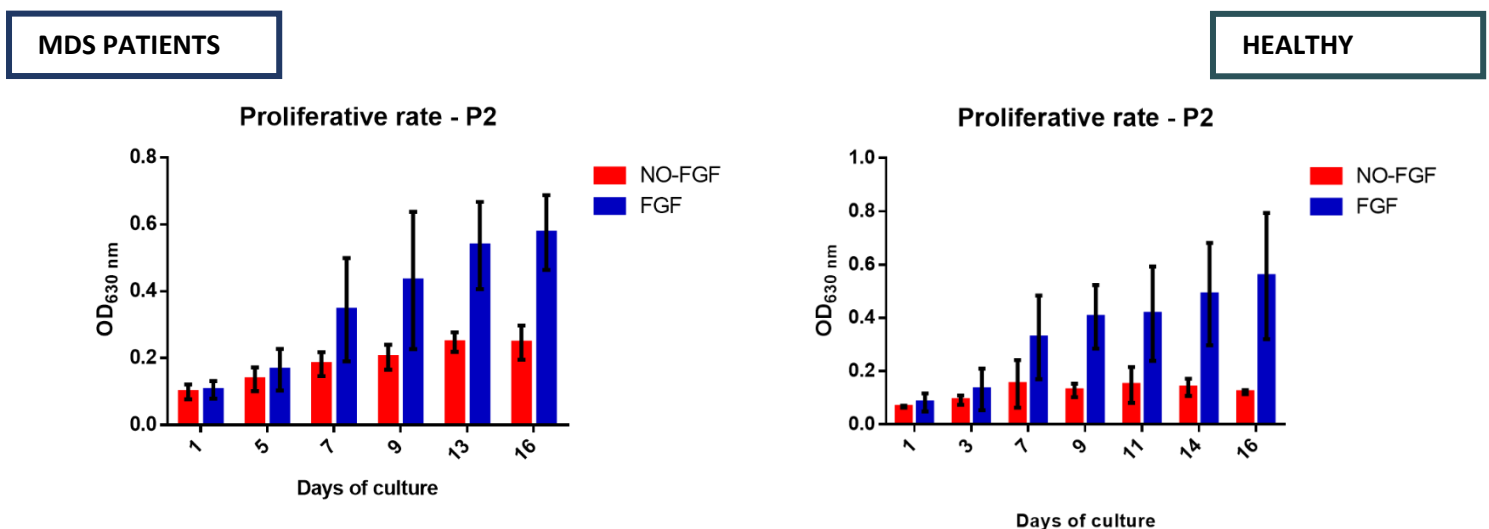 MDS PATIENTS
HEALTHY
Proliferative rate - P2
0.8
0.6
0.4
0.2
0.0
OD630 nm
NO-FGF
FGF
1 5 7 9 13 16
Days of culture
Proliferative rate - P2
1.0
0.8
0.6
0.4
0.2
0.0
OD630 nm
NO-FGF
FGF
1 3 7 9 11 14 16
Days of culture